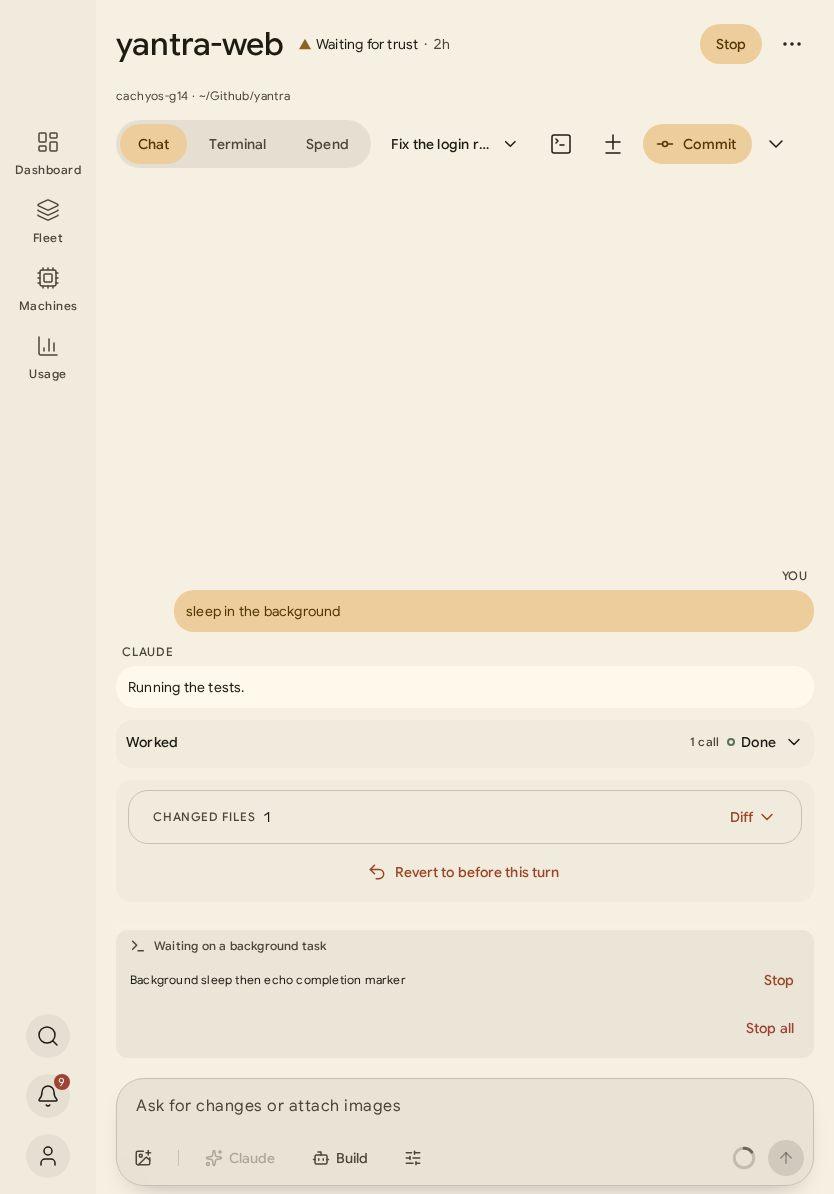 yantra-web
Waiting for trust · 2h
Stop
cachyos-g14 · ~/Github/yantra
Chat
Terminal
Spend
Fix the login r...
Commit
Dashboard
Fleet
Machines
Usage
YOU
sleep in the background
CLAUDE
Running the tests.
Worked
1 call
Done
CHANGED FILES 1
Diff
Revert to before this turn
Waiting on a background task
Background sleep then echo completion marker
Stop
Stop all
9
Ask for changes or attach images
Claude
Build